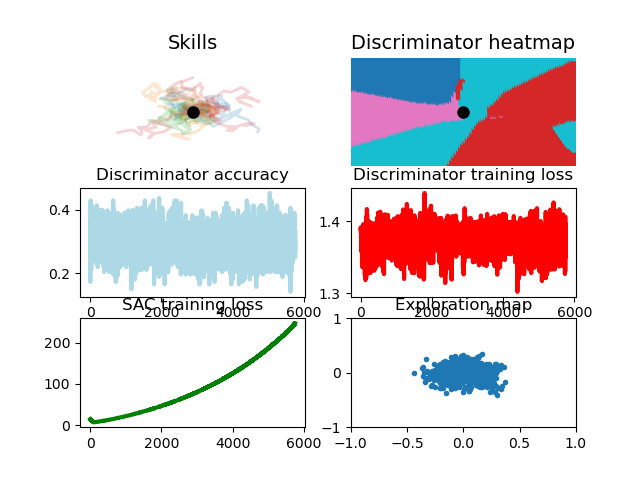 Skills
Discriminator heatmap
Discriminator accuracy
0.4
0.2
0 2000 4000 6000
Discriminator training loss
1.4
1.3
0 2000 4000 6000
SAC training loss
200
100
0
0 2000 4000 6000
Exploration map
1
0
−1
−1.0 −0.5 0.0 0.5 1.0